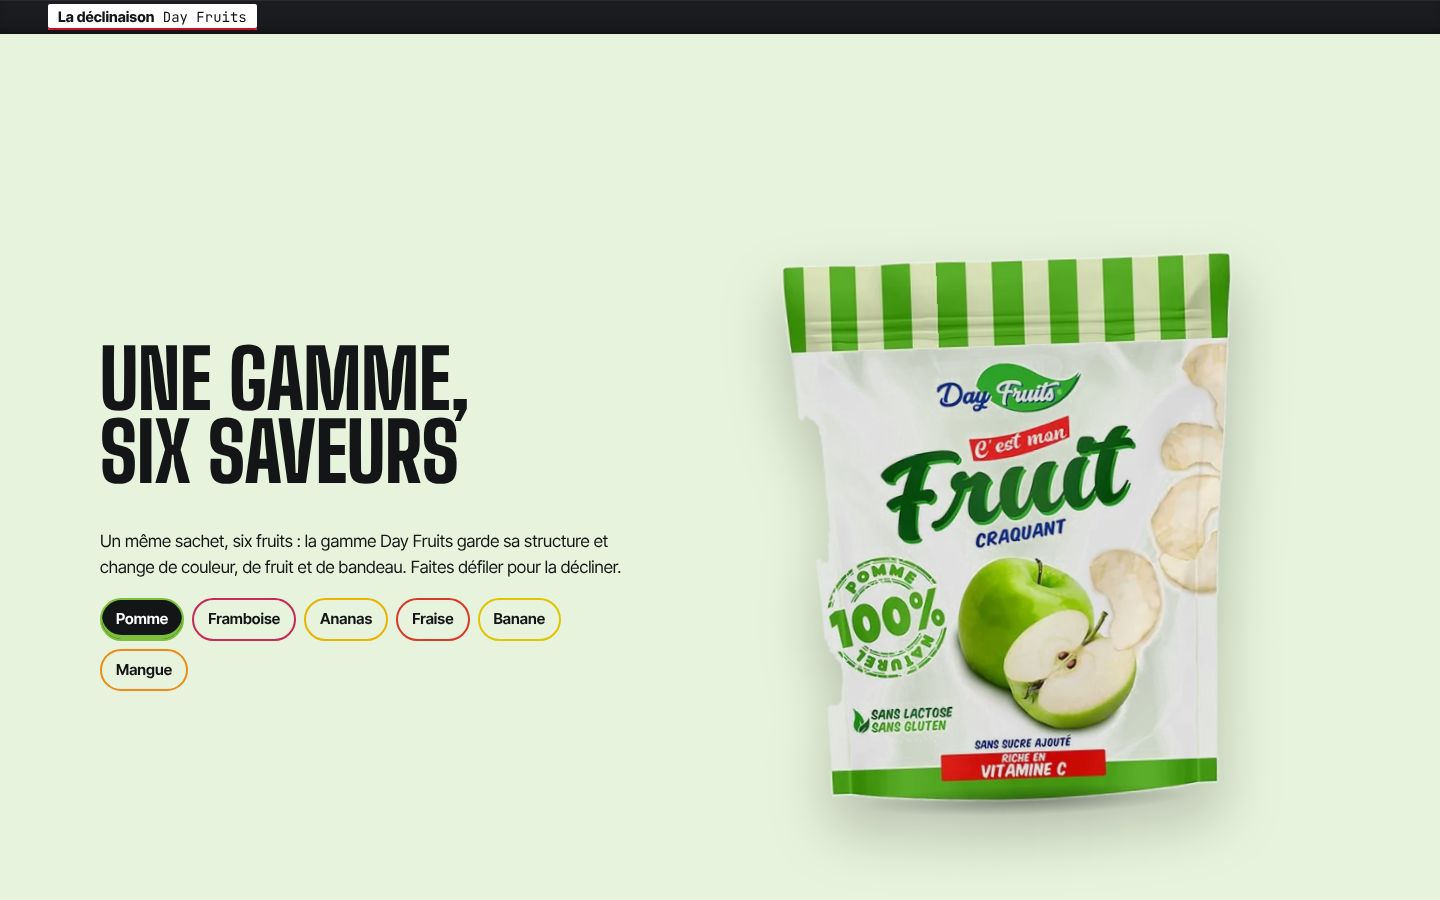 La déclinaison Day Fruits
UNE GAMME,
SIX SAVEURS
Un même sachet, six fruits : la gamme Day Fruits garde sa structure et
change de couleur, de fruit et de bandeau. Faites défiler pour la décliner.
Pomme Framboise Ananas Fraise Banane
Mangue
Day Fruits
C'est mon
Fruit
CRAQUANT
POMME
100%
NATUREL
SANS LACTOSE
SANS GLUTEN
SANS SUCRE AJOUTÉ
RICHE EN
VITAMINE C